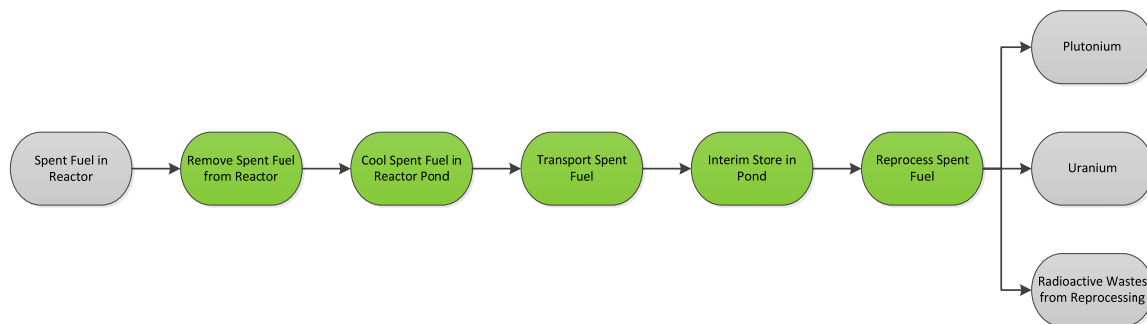 Plutonium
Spent Fuel in
Reactor
Remove Spent Fuel
from Reactor
Cool Spent Fuel in
Reactor Pond
Transport Spent
Fuel
Interim Store in
Pond
Reprocess Spent
Fuel
Uranium
Radioactive Wastes
from Reprocessing